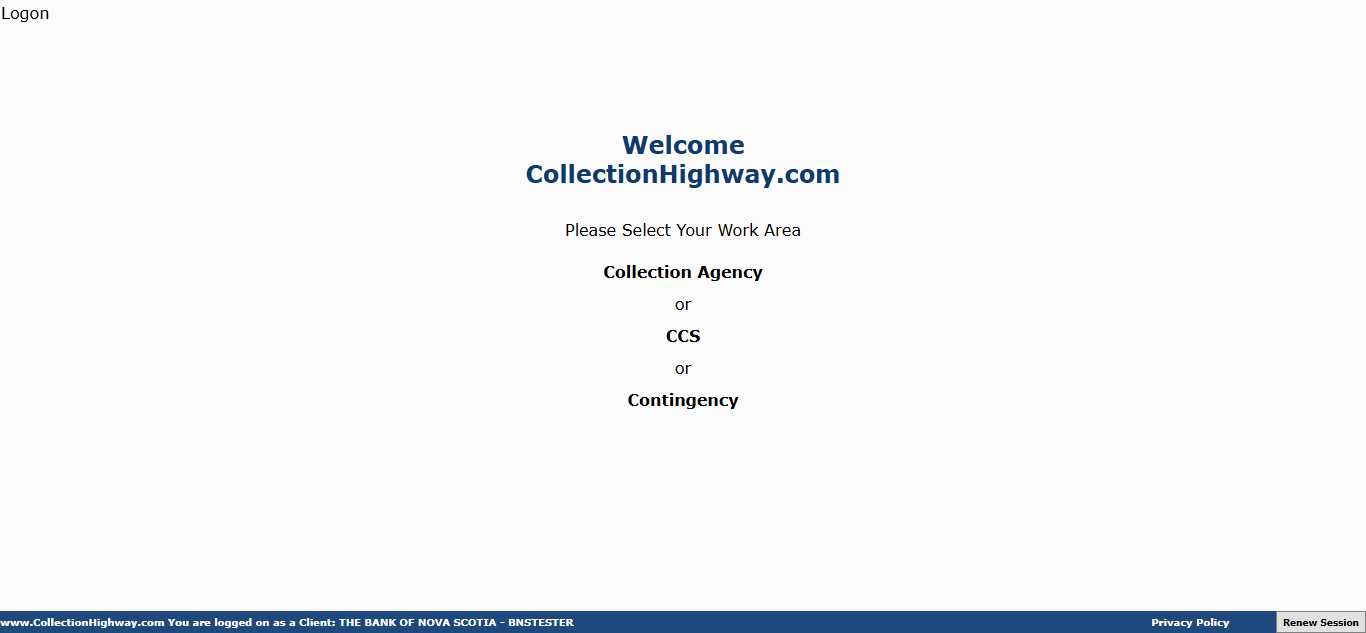 Logon
Welcome
CollectionHighway.com
Please Select Your Work Area
Collection Agency
or
CCS
or
Contingency
www.CollectionHighway.com You are logged on as a Client: THE BANK OF NOVA SCOTIA - BNSTESTER Privacy Policy Renew Session